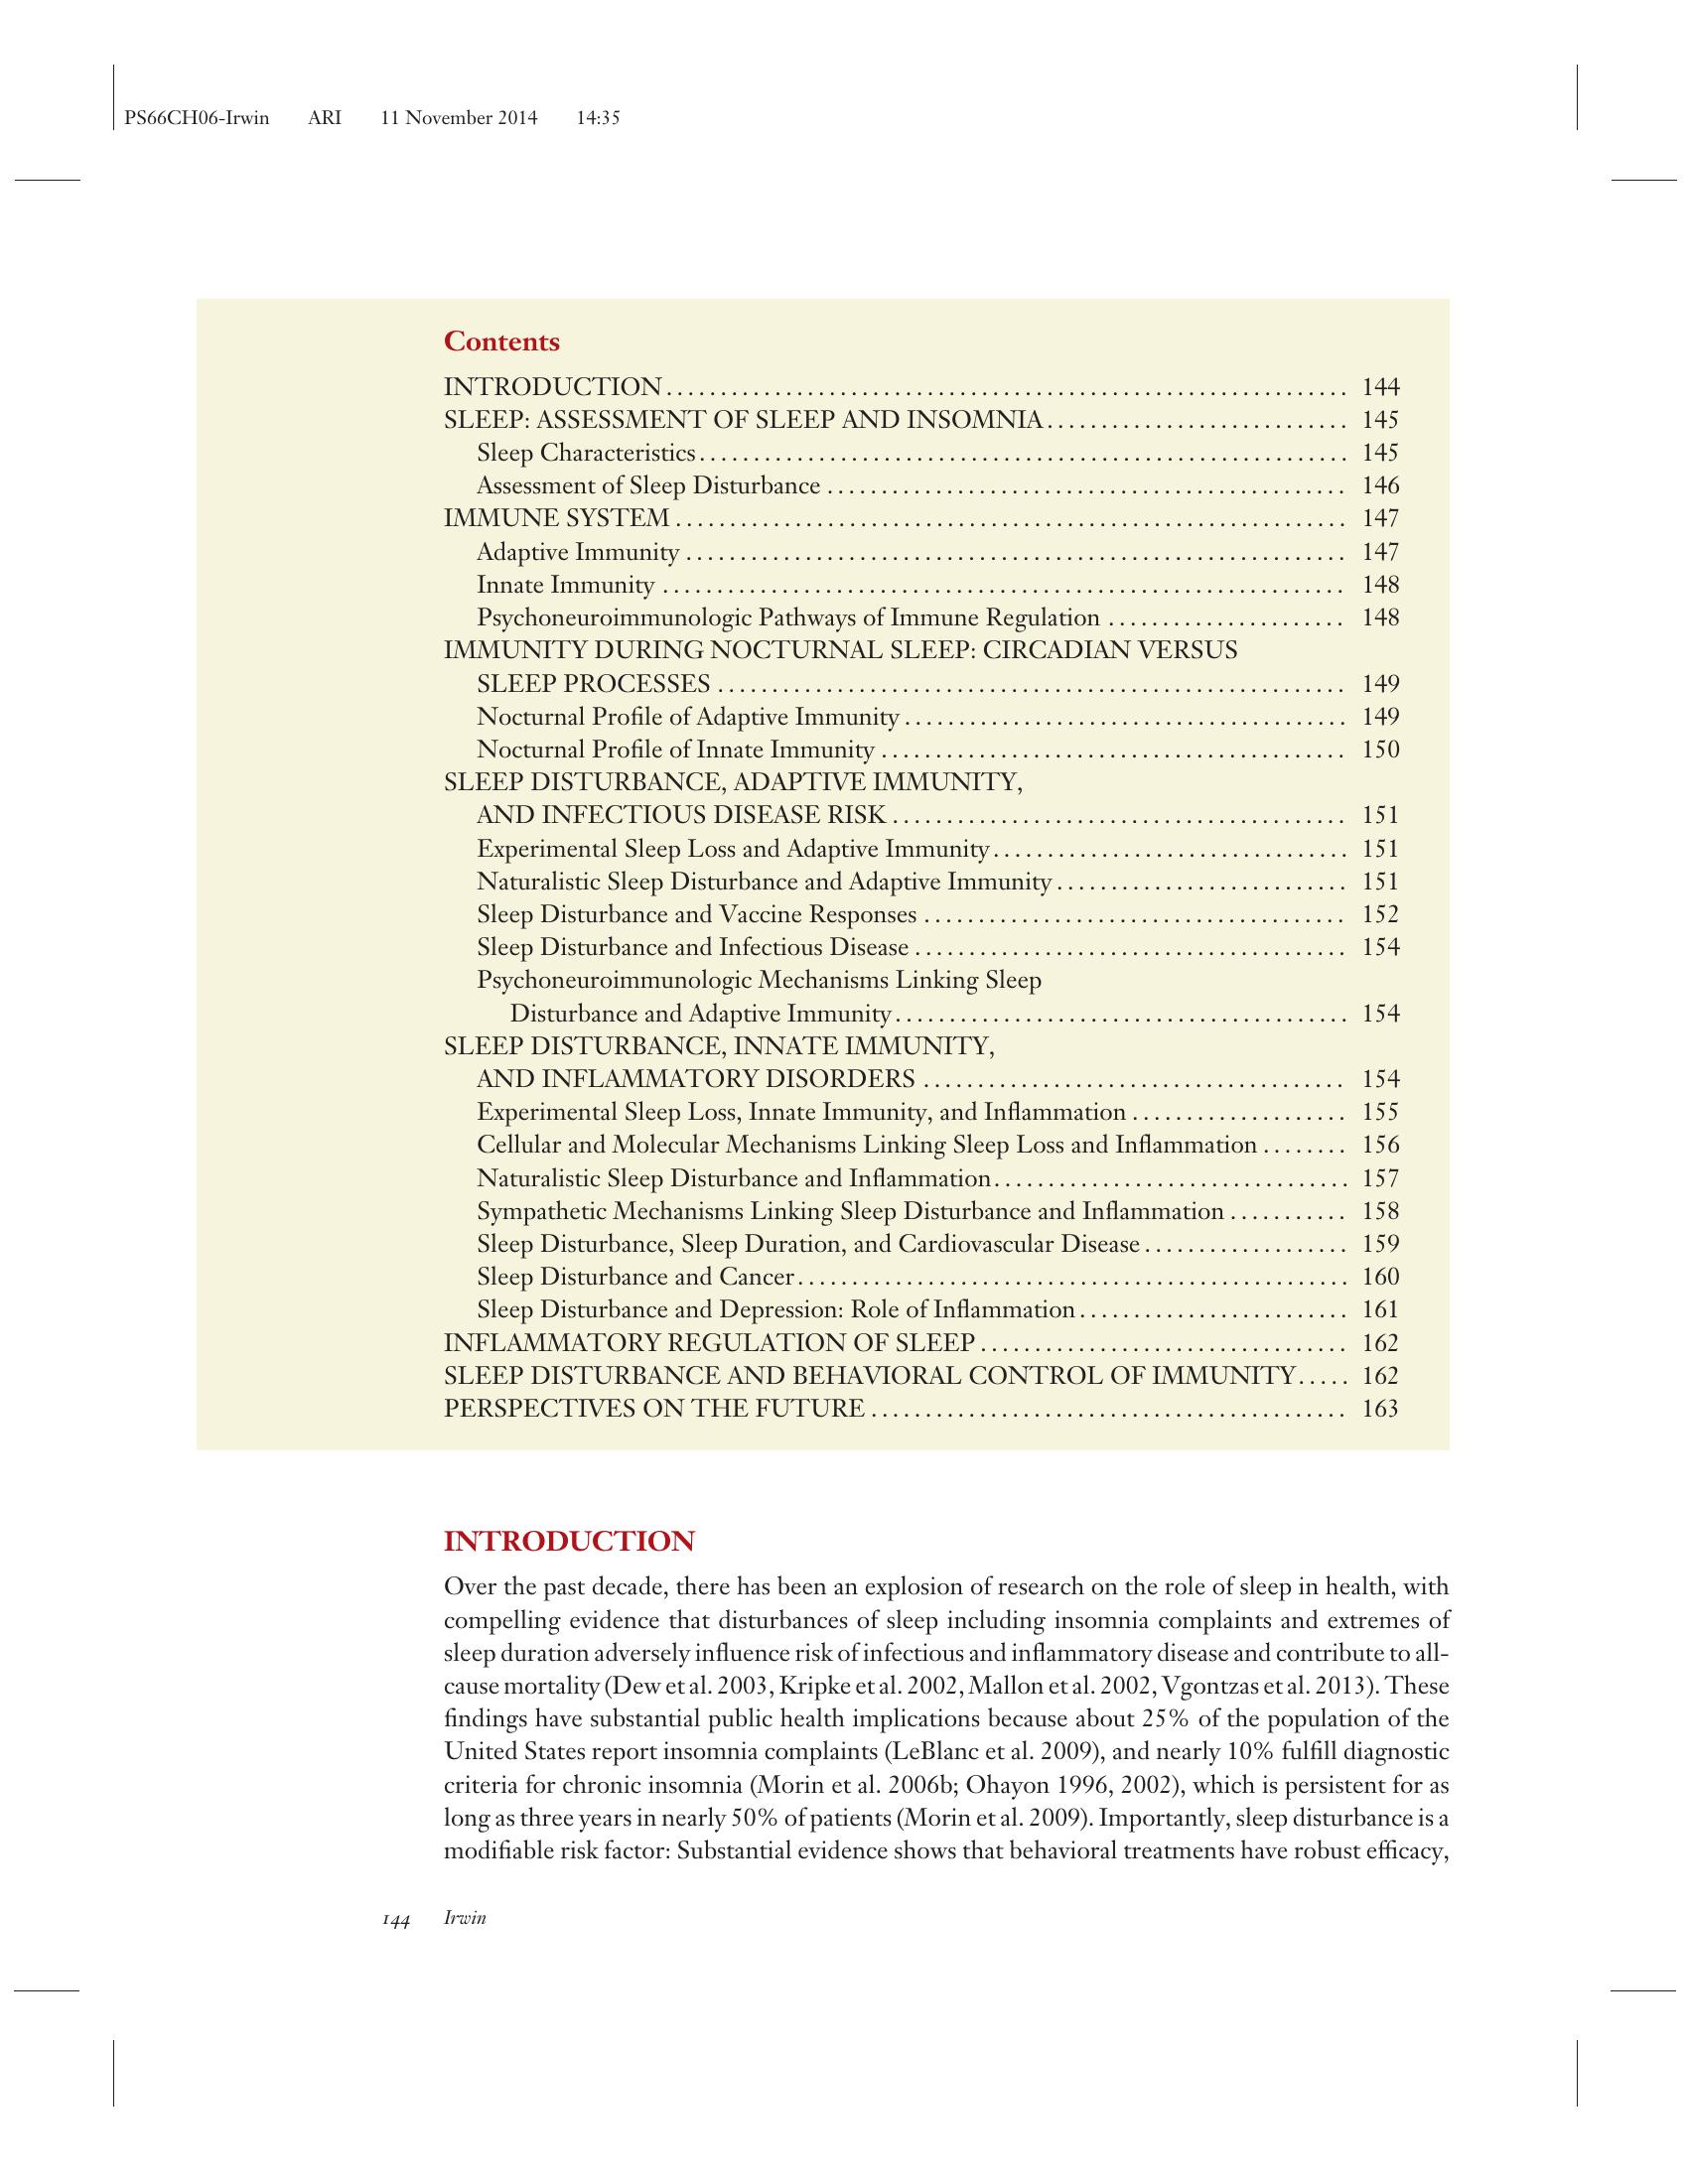 PS66CH06-Irwin ARI 11 November 2014 14:35
Contents
INTRODUCTION . . . . . . . . . . 144
SLEEP: ASSESSMENT OF SLEEP AND INSOMNIA . . . . . . . . . . 145
Sleep Characteristics . . . . . . . . . . 145
Assessment of Sleep Disturbance . . . . . . . . . . 146
IMMUNE SYSTEM . . . . . . . . . . 147
Adaptive Immunity . . . . . . . . . . 147
Innate Immunity . . . . . . . . . . 148
Psychoneuroimmunologic Pathways of Immune Regulation . . . . . . . . . . 148
IMMUNITY DURING NOCTURNAL SLEEP: CIRCADIAN VERSUS
SLEEP PROCESSES . . . . . . . . . . 149
Nocturnal Profile of Adaptive Immunity . . . . . . . . . . 149
Nocturnal Profile of Innate Immunity . . . . . . . . . . 150
SLEEP DISTURBANCE, ADAPTIVE IMMUNITY,
AND INFECTIOUS DISEASE RISK . . . . . . . . . . 151
Experimental Sleep Loss and Adaptive Immunity . . . . . . . . . . 151
Naturalistic Sleep Disturbance and Adaptive Immunity . . . . . . . . . . 151
Sleep Disturbance and Vaccine Responses . . . . . . . . . . 152
Sleep Disturbance and Infectious Disease . . . . . . . . . . 154
Psychoneuroimmunologic Mechanisms Linking Sleep
Disturbance and Adaptive Immunity . . . . . . . . . . 154
SLEEP DISTURBANCE, INNATE IMMUNITY,
AND INFLAMMATORY DISORDERS . . . . . . . . . . 154
Experimental Sleep Loss, Innate Immunity, and Inflammation . . . . . . . . . . 155
Cellular and Molecular Mechanisms Linking Sleep Loss and Inflammation . . . . . . . . 156
Naturalistic Sleep Disturbance and Inflammation . . . . . . . . . . 157
Sympathetic Mechanisms Linking Sleep Disturbance and Inflammation . . . . . . . . . . 158
Sleep Disturbance, Sleep Duration, and Cardiovascular Disease . . . . . . . . . . 159
Sleep Disturbance and Cancer . . . . . . . . . . 160
Sleep Disturbance and Depression: Role of Inflammation . . . . . . . . . . 161
INFLAMMATORY REGULATION OF SLEEP . . . . . . . . . . 162
SLEEP DISTURBANCE AND BEHAVIORAL CONTROL OF IMMUNITY . . . . . 162
PERSPECTIVES ON THE FUTURE . . . . . . . . . . 163
INTRODUCTION
Over the past decade, there has been an explosion of research on the role of sleep in health, with
compelling evidence that disturbances of sleep including insomnia complaints and extremes of
sleep duration adversely influence risk of infectious and inflammatory disease and contribute to all-
cause mortality (Dew et al. 2003, Kripke et al. 2002, Mallon et al. 2002, Vgontzas et al. 2013). These
findings have substantial public health implications because about 25% of the population of the
United States report insomnia complaints (LeBlanc et al. 2009), and nearly 10% fulfill diagnostic
criteria for chronic insomnia (Morin et al. 2006b; Ohayon 1996, 2002), which is persistent for as
long as three years in nearly 50% of patients (Morin et al. 2009). Importantly, sleep disturbance is a
modifiable risk factor: Substantial evidence shows that behavioral treatments have robust efficacy,
144 Irwin